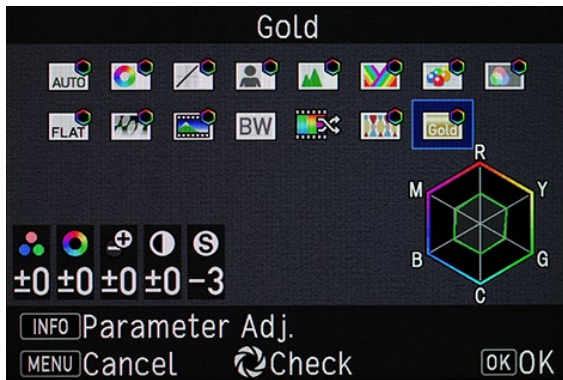 Gold
AUTO
FLAT BW Gold
R
M Y
B G
C
S
±0 ±0 ±0 ±0 −3
INFO Parameter Adj.
MENU Cancel Check OK OK